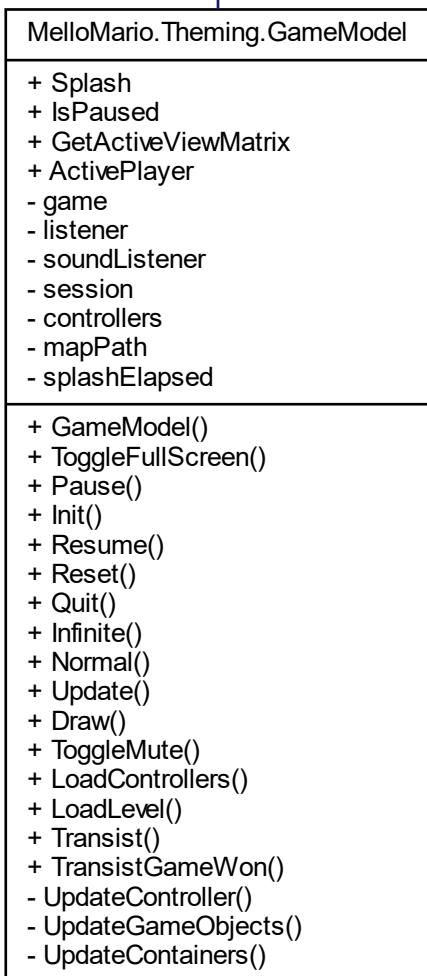 MelloMario.Theming.GameModel
+ Splash
+ IsPaused
+ GetActiveViewMatrix
+ ActivePlayer
- game
- listener
- soundListener
- session
- controllers
- mapPath
- splashElapsed
+ GameModel()
+ ToggleFullScreen()
+ Pause()
+ Init()
+ Resume()
+ Reset()
+ Quit()
+ Infinite()
+ Normal()
+ Update()
+ Draw()
+ ToggleMute()
+ LoadControllers()
+ LoadLevel()
+ Transist()
+ TransistGameWon()
- UpdateController()
- UpdateGameObjects()
- UpdateContainers()